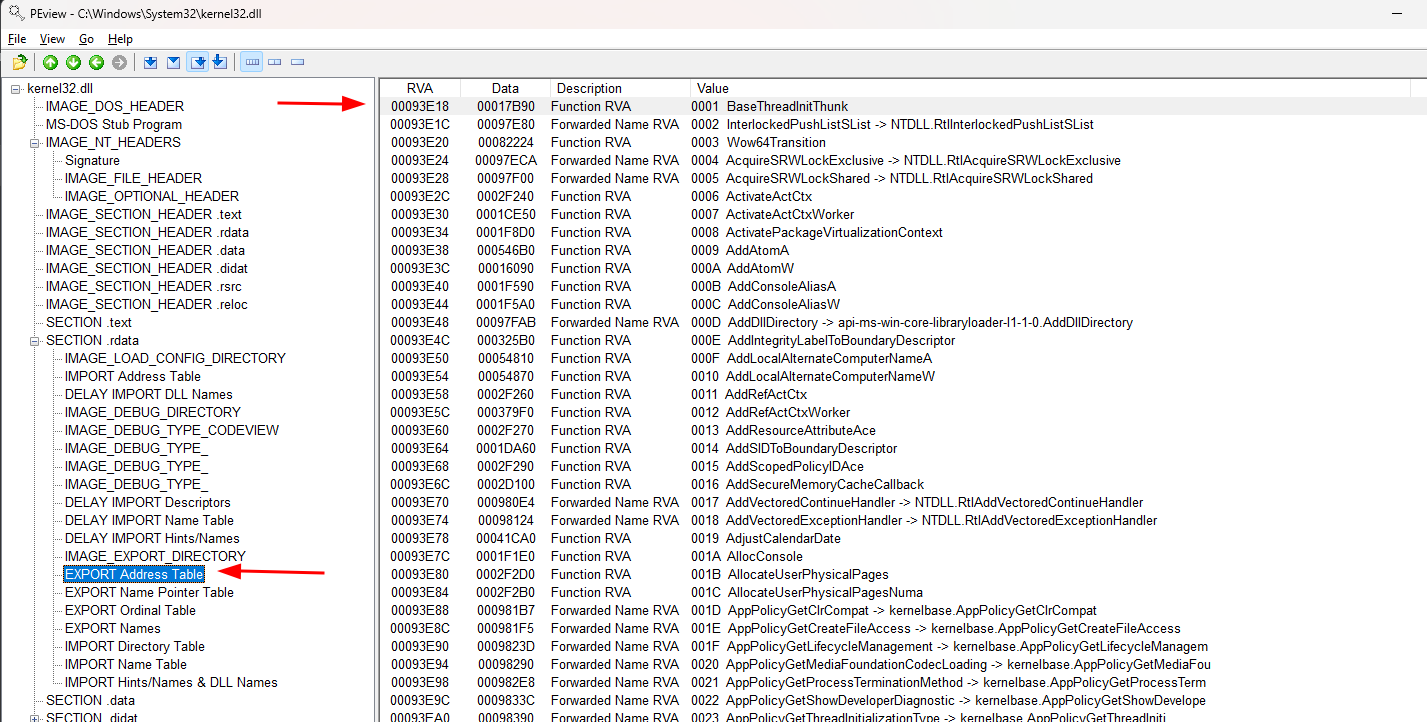 PEview - C:\Windows\System32\kernel32.dll
File View Go Help
kernel32.dll
IMAGE_DOS_HEADER
MS-DOS Stub Program
IMAGE_NT_HEADERS
Signature
IMAGE_FILE_HEADER
IMAGE_OPTIONAL_HEADER
IMAGE_SECTION_HEADER .text
IMAGE_SECTION_HEADER .rdata
IMAGE_SECTION_HEADER .data
IMAGE_SECTION_HEADER .didat
IMAGE_SECTION_HEADER .rsrc
IMAGE_SECTION_HEADER .reloc
SECTION .text
SECTION .rdata
IMAGE_LOAD_CONFIG_DIRECTORY
IMPORT Address Table
DELAY IMPORT DLL Names
IMAGE_DEBUG_DIRECTORY
IMAGE_DEBUG_TYPE_CODEVIEW
IMAGE_DEBUG_TYPE_
IMAGE_DEBUG_TYPE_
IMAGE_DEBUG_TYPE_
DELAY IMPORT Descriptors
DELAY IMPORT Name Table
DELAY IMPORT Hints/Names
IMAGE_EXPORT_DIRECTORY
EXPORT Address Table
EXPORT Name Pointer Table
EXPORT Ordinal Table
EXPORT Names
IMPORT Directory Table
IMPORT Name Table
IMPORT Hints/Names & DLL Names
SECTION .data
SECTION .didat
RVA Data Description Value
00093E18 00017B90 Function RVA 0001 BaseThreadInitThunk
00093E1C 00097E80 Forwarded Name RVA 0002 InterlockedPushListSList -> NTDLL.RtlInterlockedPushListSList
00093E20 00082224 Function RVA 0003 Wow64Transition
00093E24 00097ECA Forwarded Name RVA 0004 AcquireSRWLockExclusive -> NTDLL.RtlAcquireSRWLockExclusive
00093E28 00097F00 Forwarded Name RVA 0005 AcquireSRWLockShared -> NTDLL.RtlAcquireSRWLockShared
00093E2C 0002F240 Function RVA 0006 ActivateActCtx
00093E30 0001CE50 Function RVA 0007 ActivateActCtxWorker
00093E34 0001F8D0 Function RVA 0008 ActivatePackageVirtualizationContext
00093E38 000546B0 Function RVA 0009 AddAtomA
00093E3C 00016090 Function RVA 000A AddAtomW
00093E40 0001F590 Function RVA 000B AddConsoleAliasA
00093E44 0001F5A0 Function RVA 000C AddConsoleAliasW
00093E48 00097FAB Forwarded Name RVA 000D AddDllDirectory -> api-ms-win-core-libraryloader-l1-1-0.AddDllDirectory
00093E4C 000325B0 Function RVA 000E AddIntegrityLabelToBoundaryDescriptor
00093E50 00054810 Function RVA 000F AddLocalAlternateComputerNameA
00093E54 00054870 Function RVA 0010 AddLocalAlternateComputerNameW
00093E58 0002F260 Function RVA 0011 AddRefActCtx
00093E5C 000379F0 Function RVA 0012 AddRefActCtxWorker
00093E60 0002F270 Function RVA 0013 AddResourceAttributeAce
00093E64 0001DA60 Function RVA 0014 AddSIDToBoundaryDescriptor
00093E68 0002F290 Function RVA 0015 AddScopedPolicyIDAce
00093E6C 0002D100 Function RVA 0016 AddSecureMemoryCacheCallback
00093E70 000980E4 Forwarded Name RVA 0017 AddVectoredContinueHandler -> NTDLL.RtlAddVectoredContinueHandler
00093E74 00098124 Forwarded Name RVA 0018 AddVectoredExceptionHandler -> NTDLL.RtlAddVectoredExceptionHandler
00093E78 00041CA0 Function RVA 0019 AdjustCalendarDate
00093E7C 0001F1E0 Function RVA 001A AllocConsole
00093E80 0002F2D0 Function RVA 001B AllocateUserPhysicalPages
00093E84 0002F2B0 Function RVA 001C AllocateUserPhysicalPagesNuma
00093E88 000981B7 Forwarded Name RVA 001D AppPolicyGetClrCompat -> kernelbase.AppPolicyGetClrCompat
00093E8C 000981F5 Forwarded Name RVA 001E AppPolicyGetCreateFileAccess -> kernelbase.AppPolicyGetCreateFileAccess
00093E90 0009823D Forwarded Name RVA 001F AppPolicyGetLifecycleManagement -> kernelbase.AppPolicyGetLifecycleManagem
00093E94 00098290 Forwarded Name RVA 0020 AppPolicyGetMediaFoundationCodecLoading -> kernelbase.AppPolicyGetMediaFou
00093E98 000982E8 Forwarded Name RVA 0021 AppPolicyGetProcessTerminationMethod -> kernelbase.AppPolicyGetProcessTerm
00093E9C 0009833C Forwarded Name RVA 0022 AppPolicyGetShowDeveloperDiagnostic -> kernelbase.AppPolicyGetShowDevelope
00093EA0 00098390 Forwarded Name RVA 0023 AppPolicyGetThreadInitializationType -> kernelbase.AppPolicyGetThreadIniti